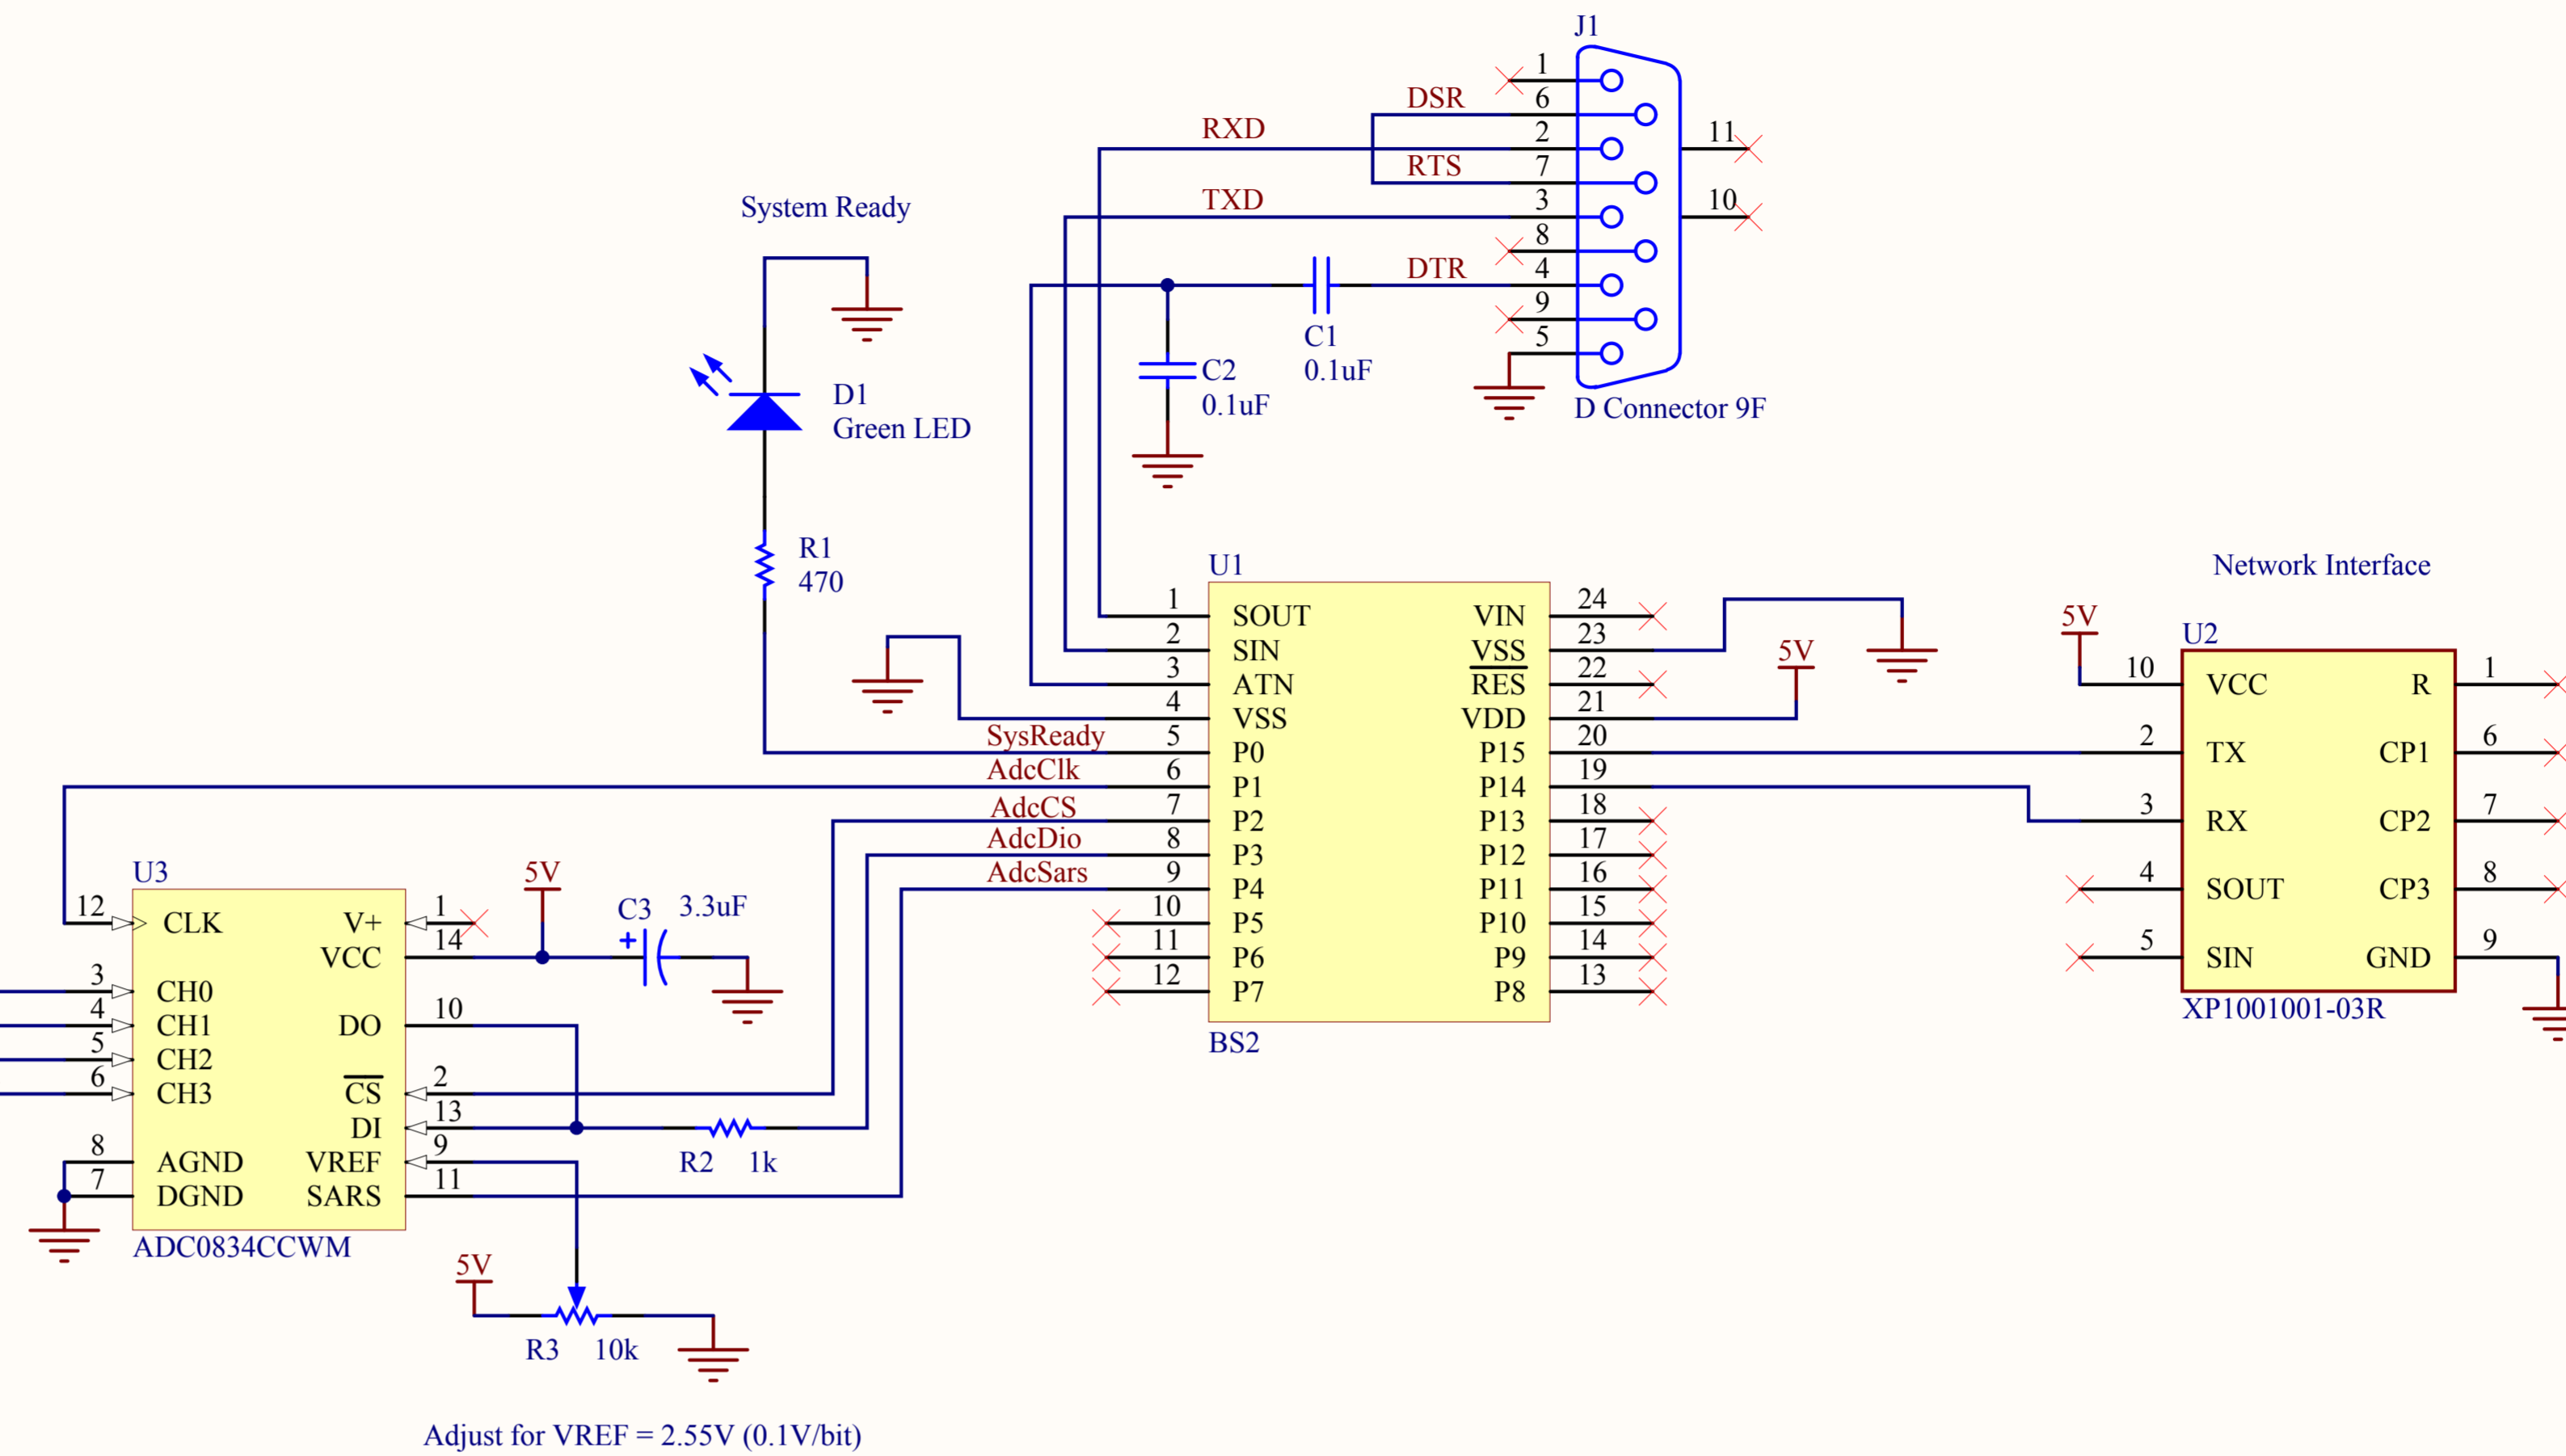 J1
1
6
2
7
3
8
4
9
5
11
10
DSR
RXD
RTS
TXD
DTR
D Connector 9F
C1
0.1uF
C2
0.1uF
System Ready
D1
Green LED
R1
470
U1
1 SOUT VIN 24
2 SIN VSS 23
3 ATN RES 22
4 VSS VDD 21
5 P0 P15 20
6 P1 P14 19
7 P2 P13 18
8 P3 P12 17
9 P4 P11 16
10 P5 P10 15
11 P6 P9 14
12 P7 P8 13
BS2
5V
SysReady
AdcClk
AdcCS
AdcDio
AdcSars
Network Interface
5V
U2
10 VCC R 1
2 TX CP1 6
3 RX CP2 7
4 SOUT CP3 8
5 SIN GND 9
XP1001001-03R
U3
12 CLK V+ 1
VCC 14
3 CH0
4 CH1 DO 10
5 CH2
6 CH3 CS 2
DI 13
8 AGND VREF 9
7 DGND SARS 11
ADC0834CCWM
5V
C3 3.3uF
R2 1k
5V
R3 10k
Adjust for VREF = 2.55V (0.1V/bit)